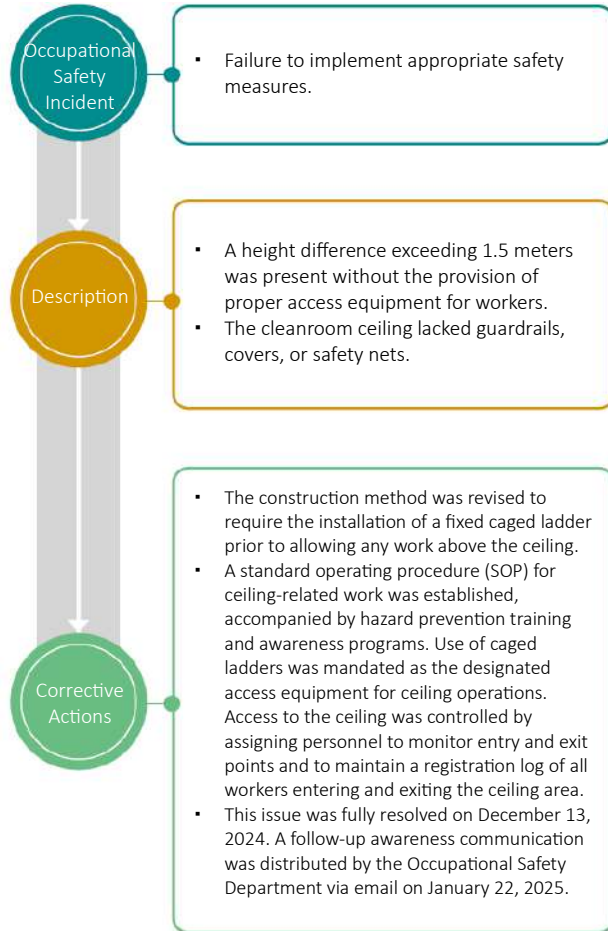 Occupational
Safety
Incident
▪ Failure to implement appropriate safety
measures.
Description
▪ A height difference exceeding 1.5 meters
was present without the provision of
proper access equipment for workers.
▪ The cleanroom ceiling lacked guardrails,
covers, or safety nets.
Corrective
Actions
▪ The construction method was revised to
require the installation of a fixed caged ladder
prior to allowing any work above the ceiling.
▪ A standard operating procedure (SOP) for
ceiling-related work was established,
accompanied by hazard prevention training
and awareness programs. Use of caged
ladders was mandated as the designated
access equipment for ceiling operations.
Access to the ceiling was controlled by
assigning personnel to monitor entry and exit
points and to maintain a registration log of all
workers entering and exiting the ceiling area.
▪ This issue was fully resolved on December 13,
2024. A follow-up awareness communication
was distributed by the Occupational Safety
Department via email on January 22, 2025.